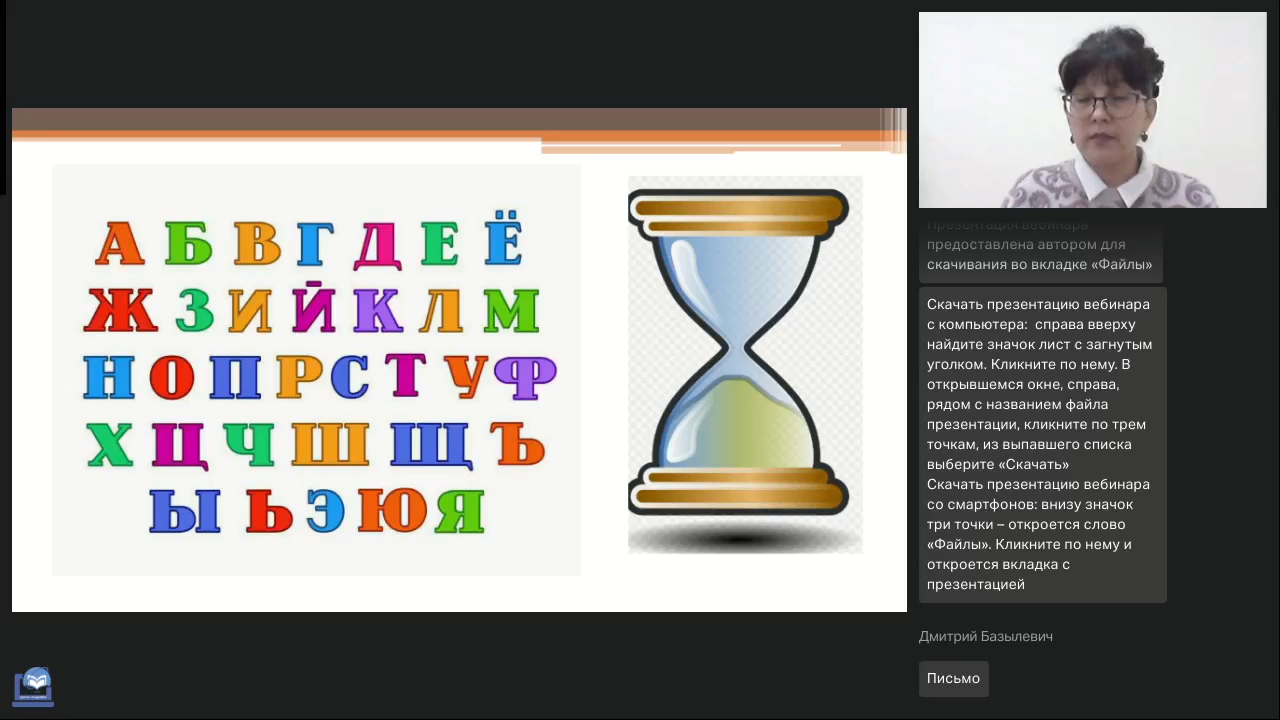 А Б В Г Д Е Ё
Ж З И Й К Л М
Н О П Р С Т У Ф
Х Ц Ч Ш Щ Ъ
Ы Ь Э Ю Я
Презентация вебинара
предоставлена автором для
скачивания во вкладке «Файлы»
Скачать презентацию вебинара
с компьютера: справа вверху
найдите значок лист с загнутым
уголком. Кликните по нему. В
открывшемся окне, справа,
рядом с названием файла
презентации, кликните по трем
точкам, из выпавшего списка
выберите «Скачать»
Скачать презентацию вебинара
со смартфонов: внизу значок
три точки – откроется слово
«Файлы». Кликните по нему и
откроется вкладка с
презентацией
Дмитрий Базылевич
Письмо